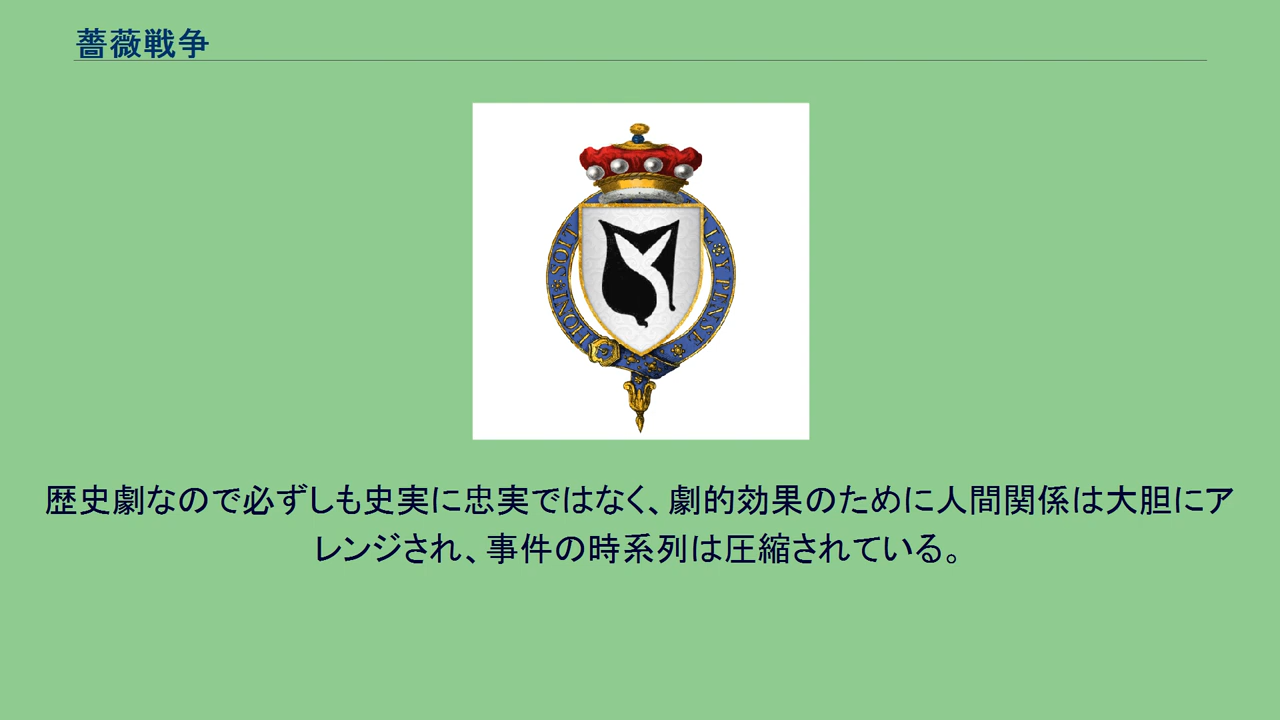 薔薇戦争
HONI SOIT
Y PENSE
歴史劇なので必ずしも史実に忠実ではなく、劇的効果のために人間関係は大胆にア
レンジされ、事件の時系列は圧縮されている。